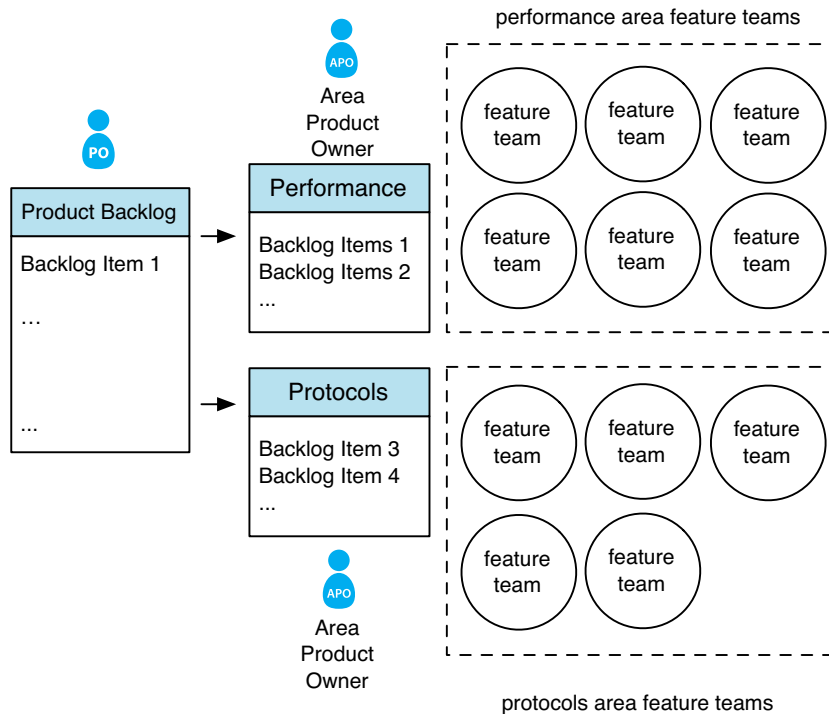 performance area feature teams
APO
Area
Product
Owner
PO
Product Backlog
Backlog Item 1
...
...
Performance
Backlog Items 1
Backlog Items 2
...
feature
team
feature
team
feature
team
feature
team
feature
team
feature
team
Protocols
Backlog Item 3
Backlog Item 4
...
APO
Area
Product
Owner
feature
team
feature
team
feature
team
feature
team
feature
team
protocols area feature teams